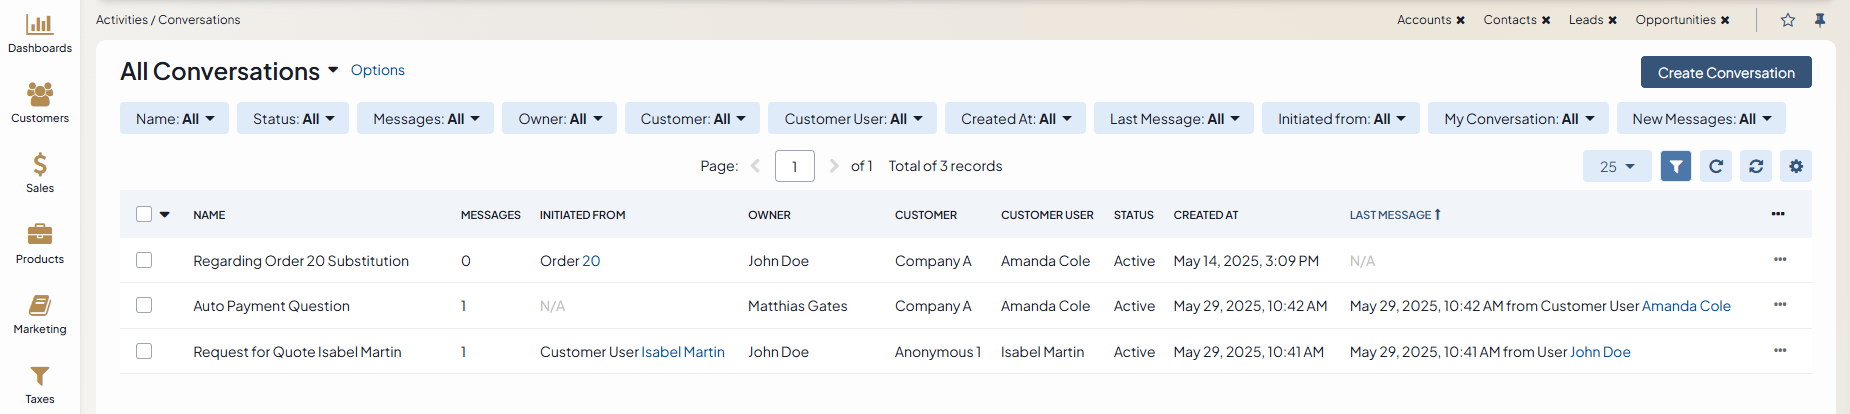 Activities / Conversations Accounts ✖ Contacts ✖ Leads ✖ Opportunities ✖
Dashboards
Customers
Sales
Products
Marketing
Taxes
All Conversations Options Create Conversation
Name: All Status: All Messages: All Owner: All Customer: All Customer User: All Created At: All Last Message: All Initiated from: All My Conversation: All New Messages: All
Page: 1 of 1 Total of 3 records 25
NAME MESSAGES INITIATED FROM OWNER CUSTOMER CUSTOMER USER STATUS CREATED AT LAST MESSAGE
Regarding Order 20 Substitution 0 Order 20 John Doe Company A Amanda Cole Active May 14, 2025, 3:09 PM N/A
Auto Payment Question 1 N/A Matthias Gates Company A Amanda Cole Active May 29, 2025, 10:42 AM May 29, 2025, 10:42 AM from Customer User Amanda Cole
Request for Quote Isabel Martin 1 Customer User Isabel Martin John Doe Anonymous 1 Isabel Martin Active May 29, 2025, 10:41 AM May 29, 2025, 10:41 AM from User John Doe